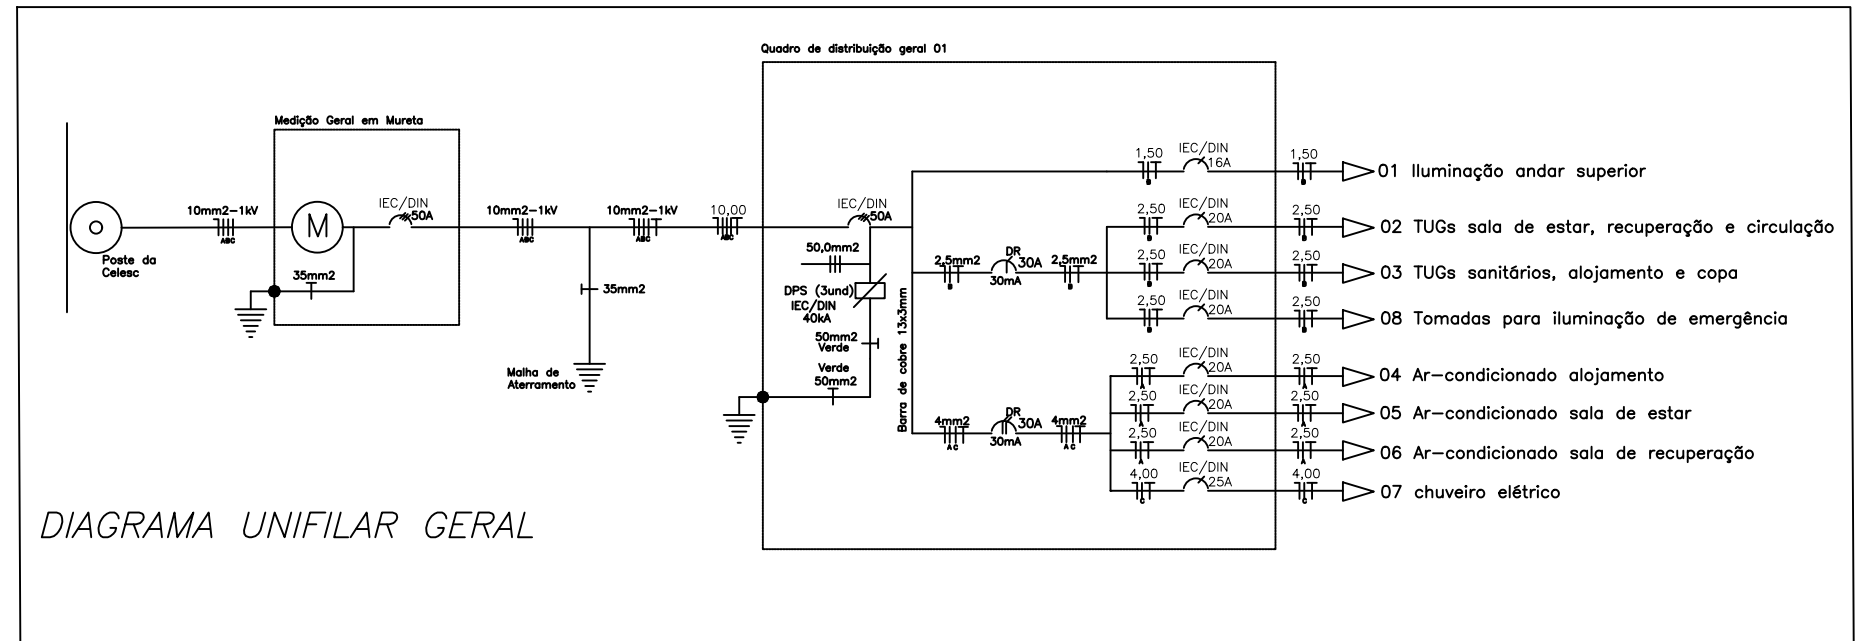 Quadro de distribuição geral 01
Medição Geral em Mureta
10mm2-1kV
ABC
M
IEC/DIN
50A
35mm2
Poste da
Celesc
10mm2-1kV
ABC
10mm2-1kV
ABC
10,00
ABC
35mm2
Malha de
Aterramento
IEC/DIN
50A
50,0mm2
DPS (3und)
IEC/DIN
40kA
50mm2
Verde
Verde
50mm2
Barra de cobre 13x3mm
1,50
B
IEC/DIN
16A
1,50
B
01 Iluminação andar superior
2,5mm2
B
DR
30A
30mA
2,5mm2
B
2,50
B
IEC/DIN
20A
2,50
B
02 TUGs sala de estar, recuperação e circulação
2,50
B
IEC/DIN
20A
2,50
B
03 TUGs sanitários, alojamento e copa
2,50
B
IEC/DIN
20A
2,50
B
08 Tomadas para iluminação de emergência
4mm2
A C
DR
30A
30mA
4mm2
A C
2,50
A
IEC/DIN
20A
2,50
A
04 Ar-condicionado alojamento
2,50
A
IEC/DIN
20A
2,50
A
05 Ar-condicionado sala de estar
2,50
A
IEC/DIN
20A
2,50
A
06 Ar-condicionado sala de recuperação
4,00
C
IEC/DIN
25A
4,00
C
07 chuveiro elétrico
DIAGRAMA UNIFILAR GERAL